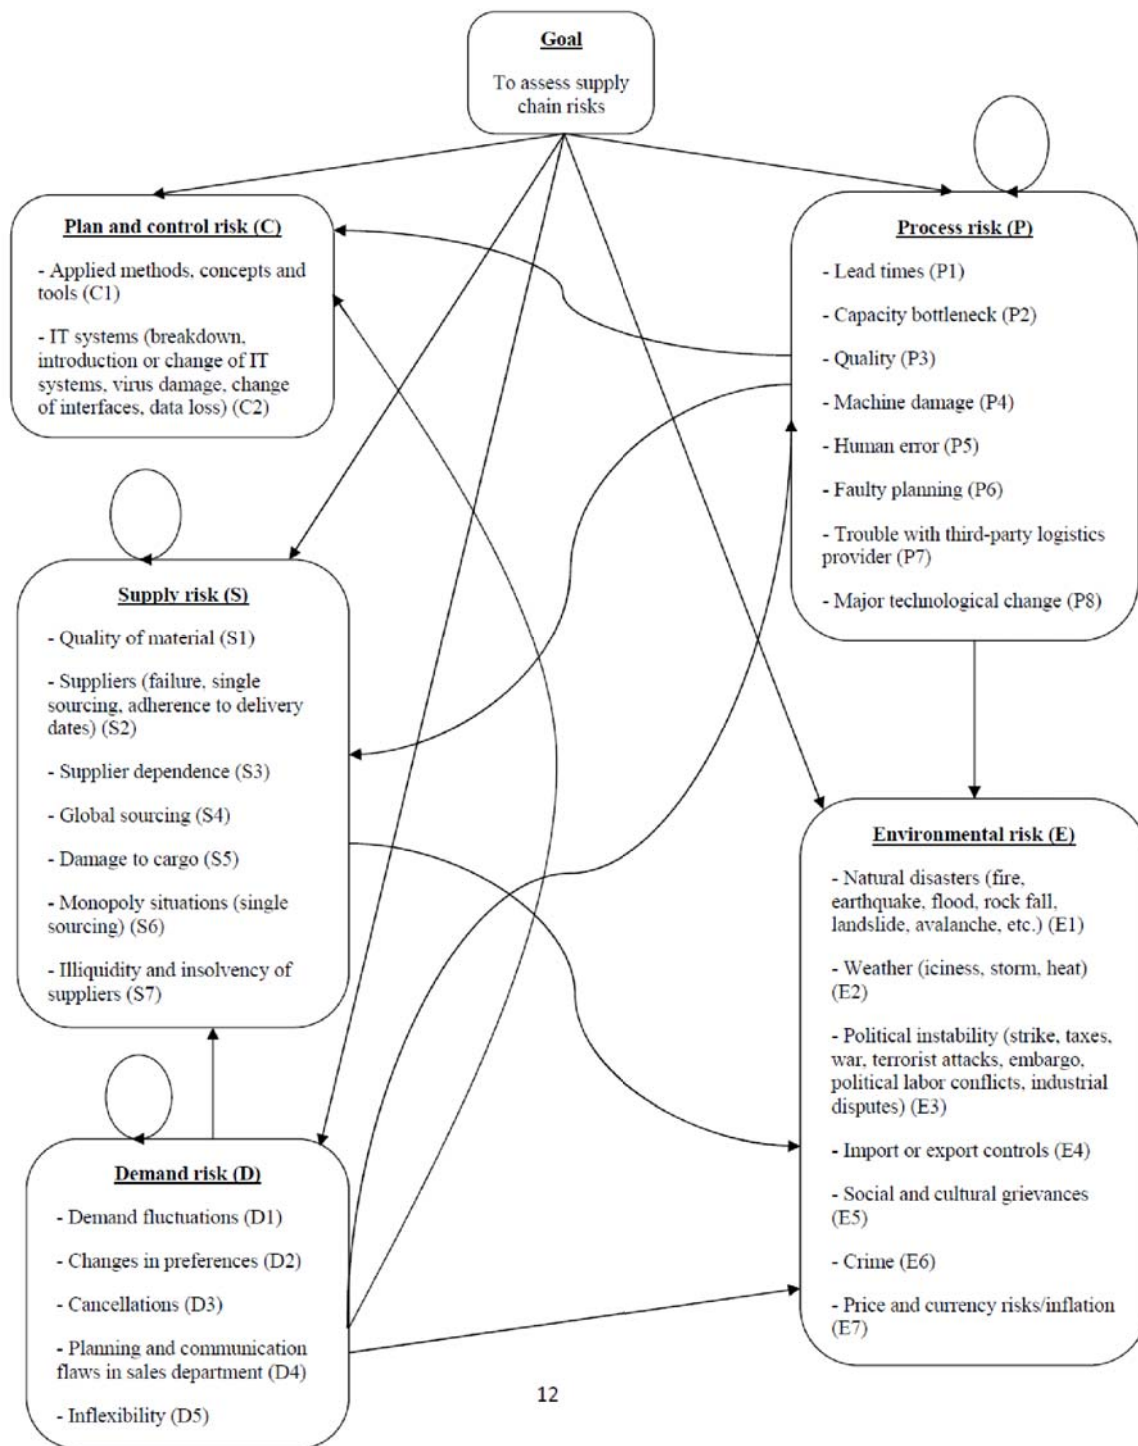 Goal
To assess supply
chain risks
Plan and control risk (C)
- Applied methods, concepts and
tools (C1)
- IT systems (breakdown,
introduction or change of IT
systems, virus damage, change
of interfaces, data loss) (C2)
Process risk (P)
- Lead times (P1)
- Capacity bottleneck (P2)
- Quality (P3)
- Machine damage (P4)
- Human error (P5)
- Faulty planning (P6)
- Trouble with third-party logistics
provider (P7)
- Major technological change (P8)
Supply risk (S)
- Quality of material (S1)
- Suppliers (failure, single
sourcing, adherence to delivery
dates) (S2)
- Supplier dependence (S3)
- Global sourcing (S4)
- Damage to cargo (S5)
- Monopoly situations (single
sourcing) (S6)
- Illiquidity and insolvency of
suppliers (S7)
Environmental risk (E)
- Natural disasters (fire,
earthquake, flood, rock fall,
landslide, avalanche, etc.) (E1)
- Weather (iciness, storm, heat)
(E2)
- Political instability (strike, taxes,
war, terrorist attacks, embargo,
political labor conflicts, industrial
disputes) (E3)
- Import or export controls (E4)
- Social and cultural grievances
(E5)
- Crime (E6)
- Price and currency risks/inflation
(E7)
Demand risk (D)
- Demand fluctuations (D1)
- Changes in preferences (D2)
- Cancellations (D3)
- Planning and communication
flaws in sales department (D4)
- Inflexibility (D5)
12